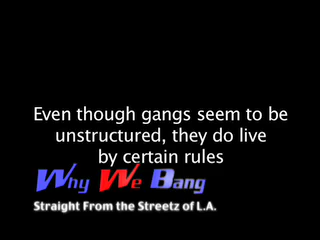 Even though gangs seem to be
unstructured, they do live
by certain rules
Why We Bang
Straight From the Streetz of L.A.